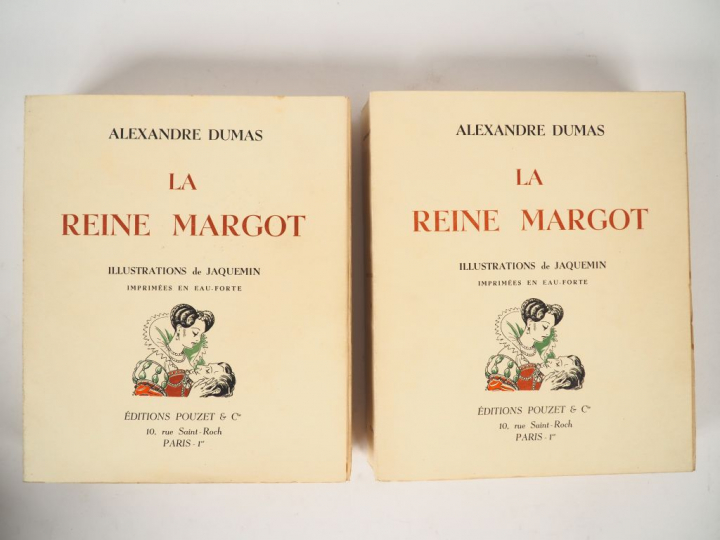 ALEXANDRE DUMAS
LA
REINE MARGOT
ILLUSTRATIONS de JAQUEMIN
IMPRIMÉES EN EAU-FORTE
ÉDITIONS POUZET & Cie
10, rue Saint-Roch
PARIS-1er
ALEXANDRE DUMAS
LA
REINE MARGOT
ILLUSTRATIONS de JAQUEMIN
IMPRIMÉES EN EAU-FORTE
ÉDITIONS POUZET & Cie
10, rue Saint-Roch
PARIS-1er